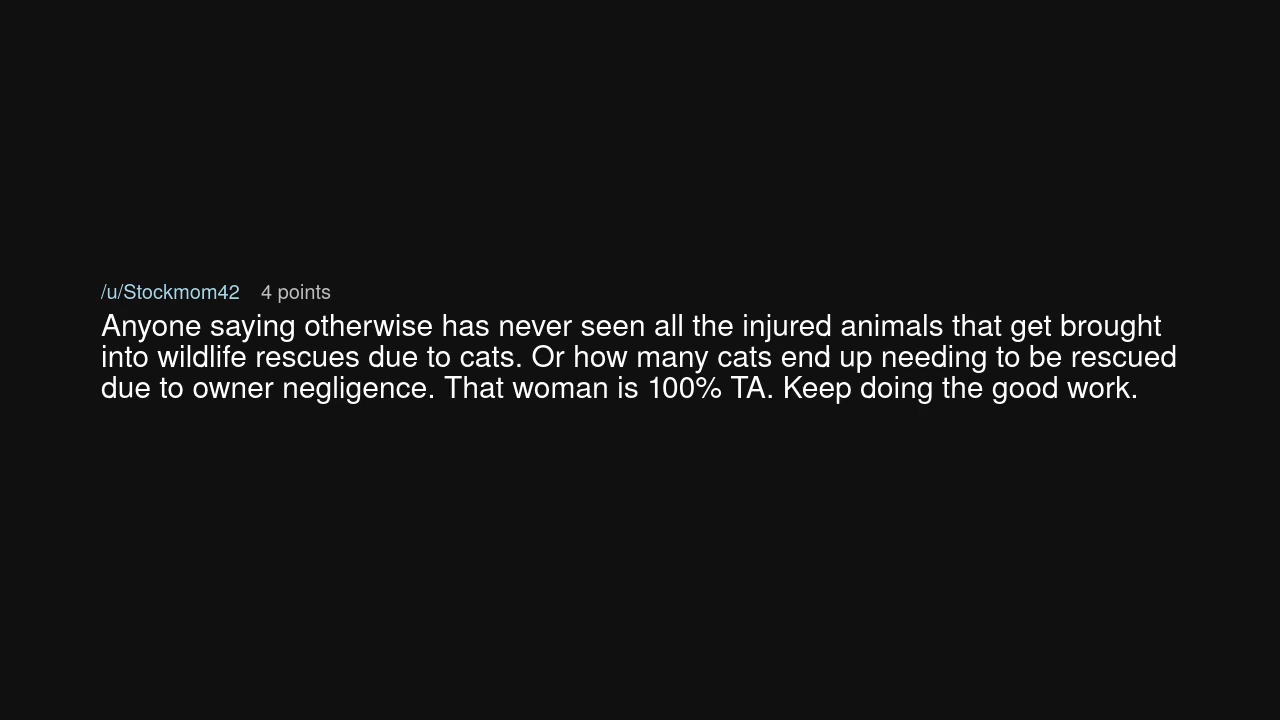 /u/Stockmom42 4 points
Anyone saying otherwise has never seen all the injured animals that get brought
into wildlife rescues due to cats. Or how many cats end up needing to be rescued
due to owner negligence. That woman is 100% TA. Keep doing the good work.